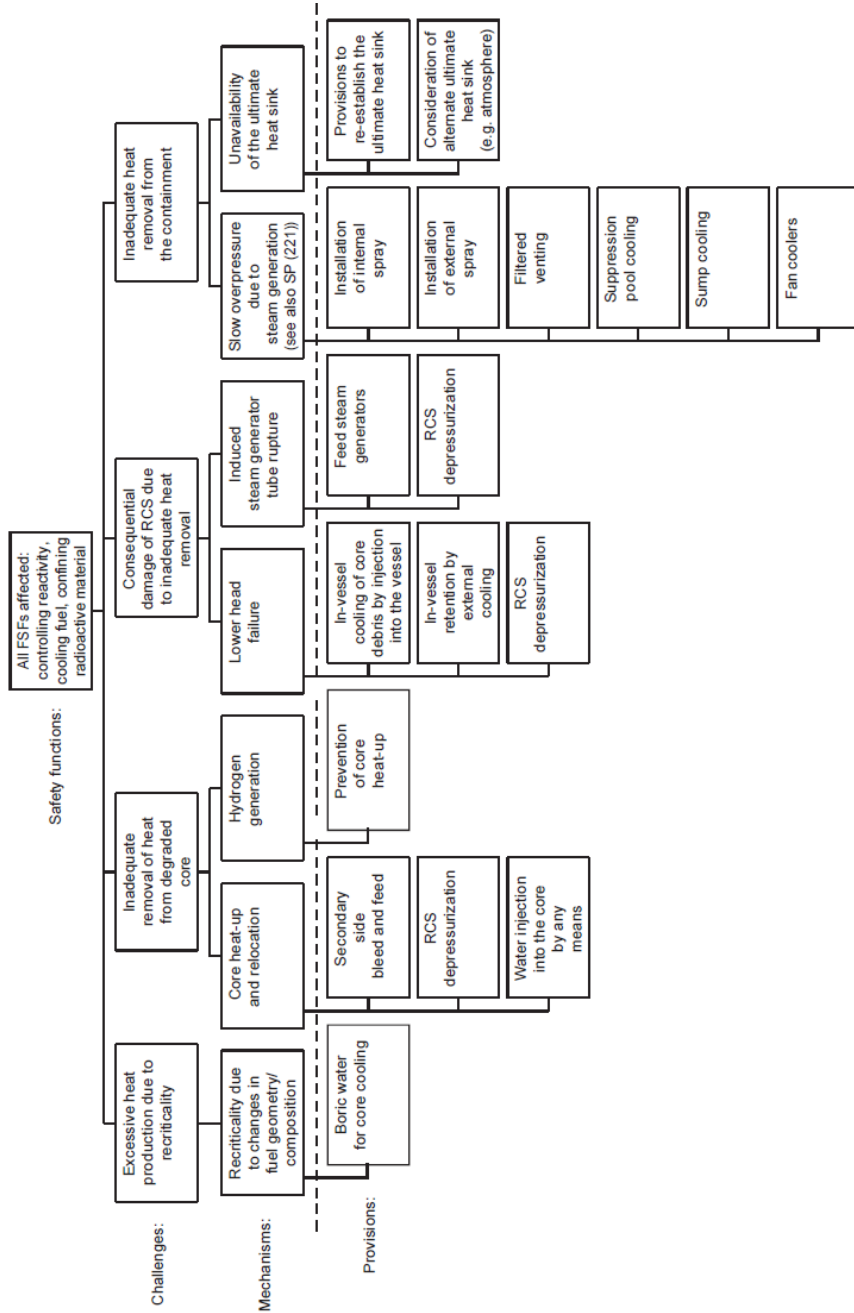 Safety functions:
All FSFs affected:
controlling reactivity,
cooling fuel, confining
radioactive material
Challenges:
Excessive heat
production due to
recriticality
Inadequate
removal of heat
from degraded
core
Consequential
damage of RCS due
to inadequate heat
removal
Inadequate heat
removal from
the containment
Mechanisms:
Recriticality due
to changes in
fuel geometry/
composition
Core heat-up
and relocation
Hydrogen
generation
Lower head
failure
Induced
steam generator
tube rupture
Slow overpressure
due to
steam generation
(see also SP (221))
Unavailability
of the ultimate
heat sink
Provisions:
Boric water
for core cooling
Secondary
side
bleed and feed
RCS
depressurization
Water injection
into the core
by any
means
Prevention
of core
heat-up
In-vessel
cooling of core
debris by injection
into the vessel
In-vessel
retention by
external
cooling
RCS
depressurization
Feed steam
generators
RCS
depressurization
Installation
of internal
spray
Installation
of external
spray
Filtered
venting
Suppression
pool cooling
Sump cooling
Fan coolers
Provisions to
re-establish the
ultimate heat sink
Consideration of
alternate ultimate
heat sink
(e.g. atmosphere)